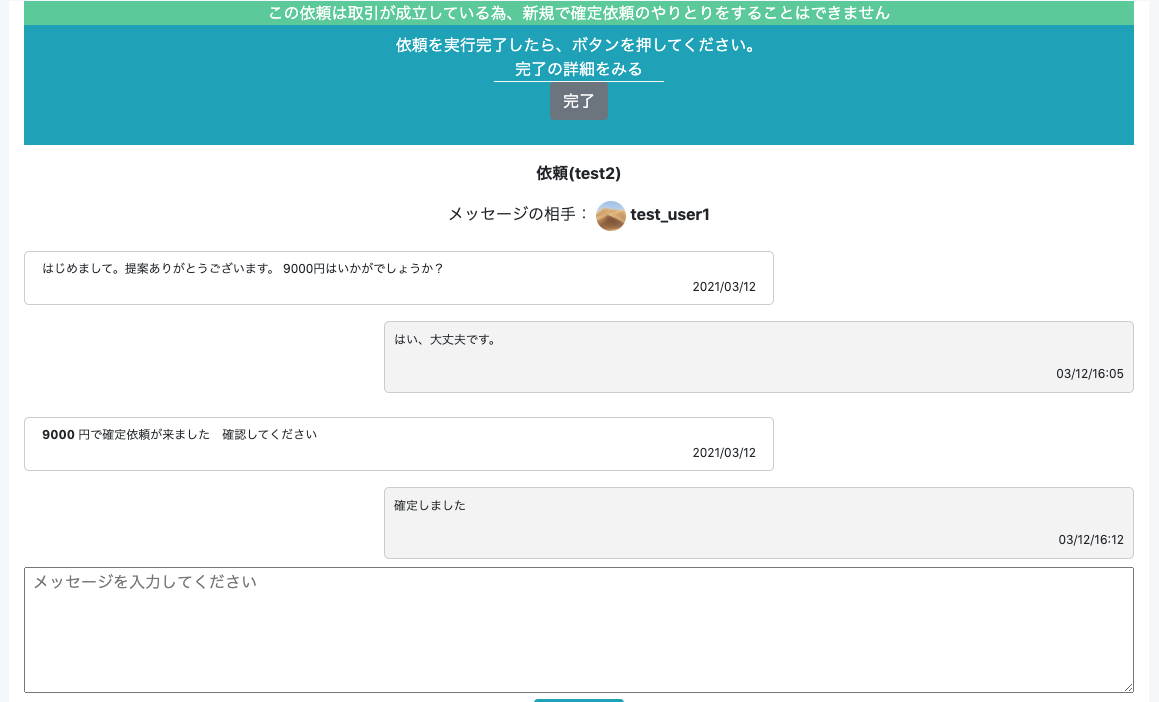 この依頼は取引が成立している為、新規で確定依頼のやりとりをすることはできません
依頼を実行完了したら、ボタンを押してください。
完了の詳細をみる
完了
依頼(test2)
メッセージの相手： test_user1
はじめまして。提案ありがとうございます。 9000円はいかがでしょうか？
2021/03/12
はい、大丈夫です。
03/12/16:05
9000 円で確定依頼が来ました　確認してください
2021/03/12
確定しました
03/12/16:12
メッセージを入力してください